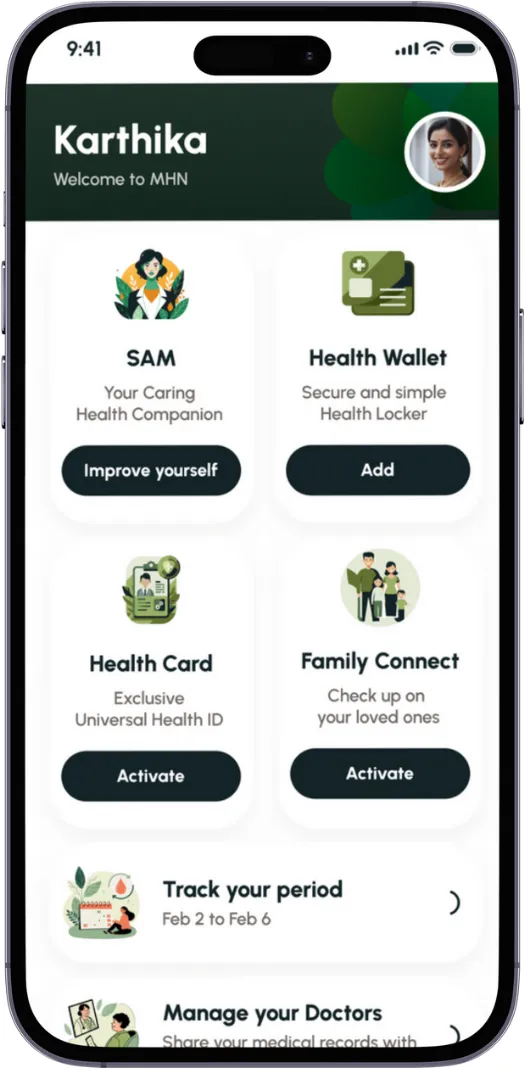 9:41
Karthika
Welcome to MHN
SAM
Your Caring
Health Companion
Improve yourself
Health Wallet
Secure and simple
Health Locker
Add
Health Card
Exclusive
Universal Health ID
Activate
Family Connect
Check up on
your loved ones
Activate
Track your period
Feb 2 to Feb 6
Manage your Doctors
Share your medical records with